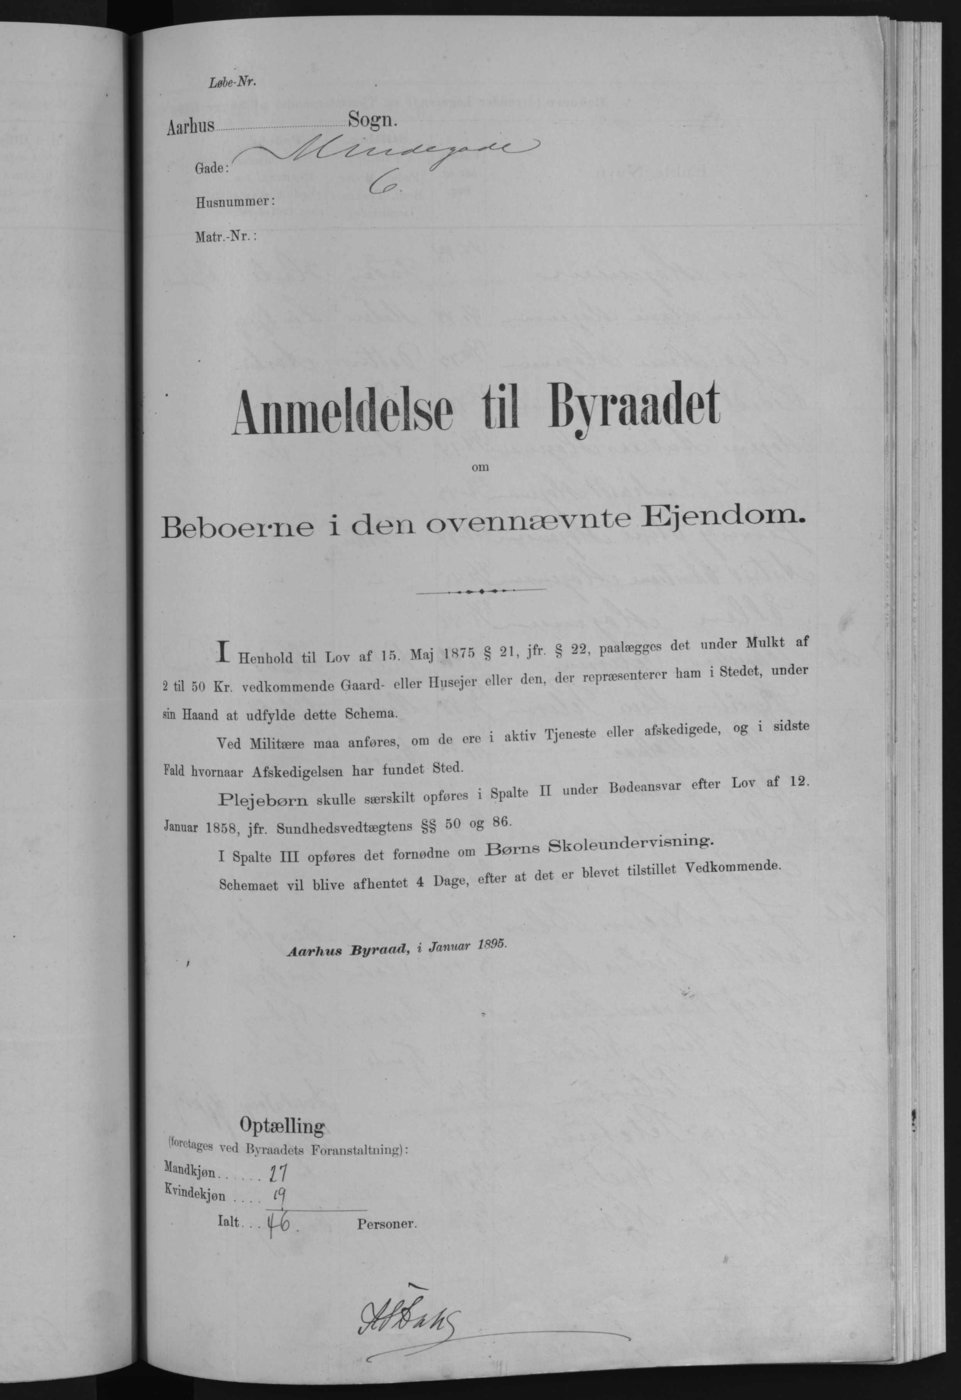 Løbe-Nr.
Aarhus Sogn.
Gade: Mindegade
Husnummer: 6.
Matr.-Nr.:
Anmeldelse til Byraadet
om
Beboerne i den ovennævnte Ejendom.
I Henhold til Lov af 15. Maj 1875 § 21, jfr. § 22, paalægges det under Mulkt af
2 til 50 Kr. vedkommende Gaard- eller Husejer eller den, der repræsenterer ham i Stedet, under
sin Haand at udfylde dette Schema.
Ved Militære maa anføres, om de ere i aktiv Tjeneste eller afskedigede, og i sidste
Fald hvornaar Afskedigelsen har fundet Sted.
Plejebørn skulle særskilt opføres i Spalte II under Bødeansvar efter Lov af 12.
Januar 1858, jfr. Sundhedsvedtægtens §§ 50 og 86.
I Spalte III opføres det fornødne om Børns Skoleundervisning.
Schemaet vil blive afhentet 4 Dage, efter at det er blevet tilstillet Vedkommende.
Aarhus Byraad, i Januar 1895.
Optælling
(foretages ved Byraadets Foranstaltning):
Mandkjøn...... 27
Kvindekjøn .... 19
Ialt... 46. Personer.